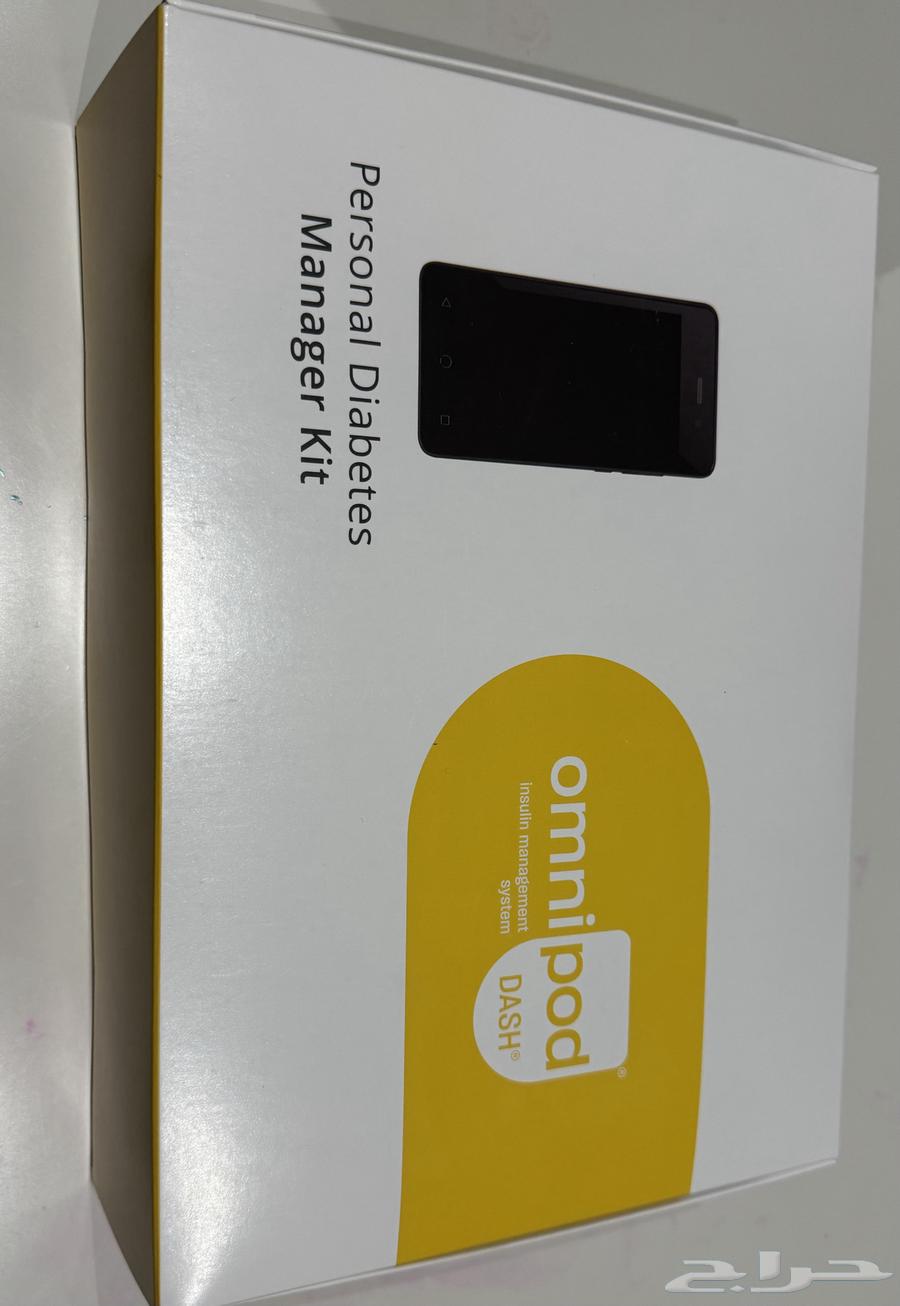 Personal Diabetes
Manager Kit
omnipod®
insulin management
system
DASH®
حراج